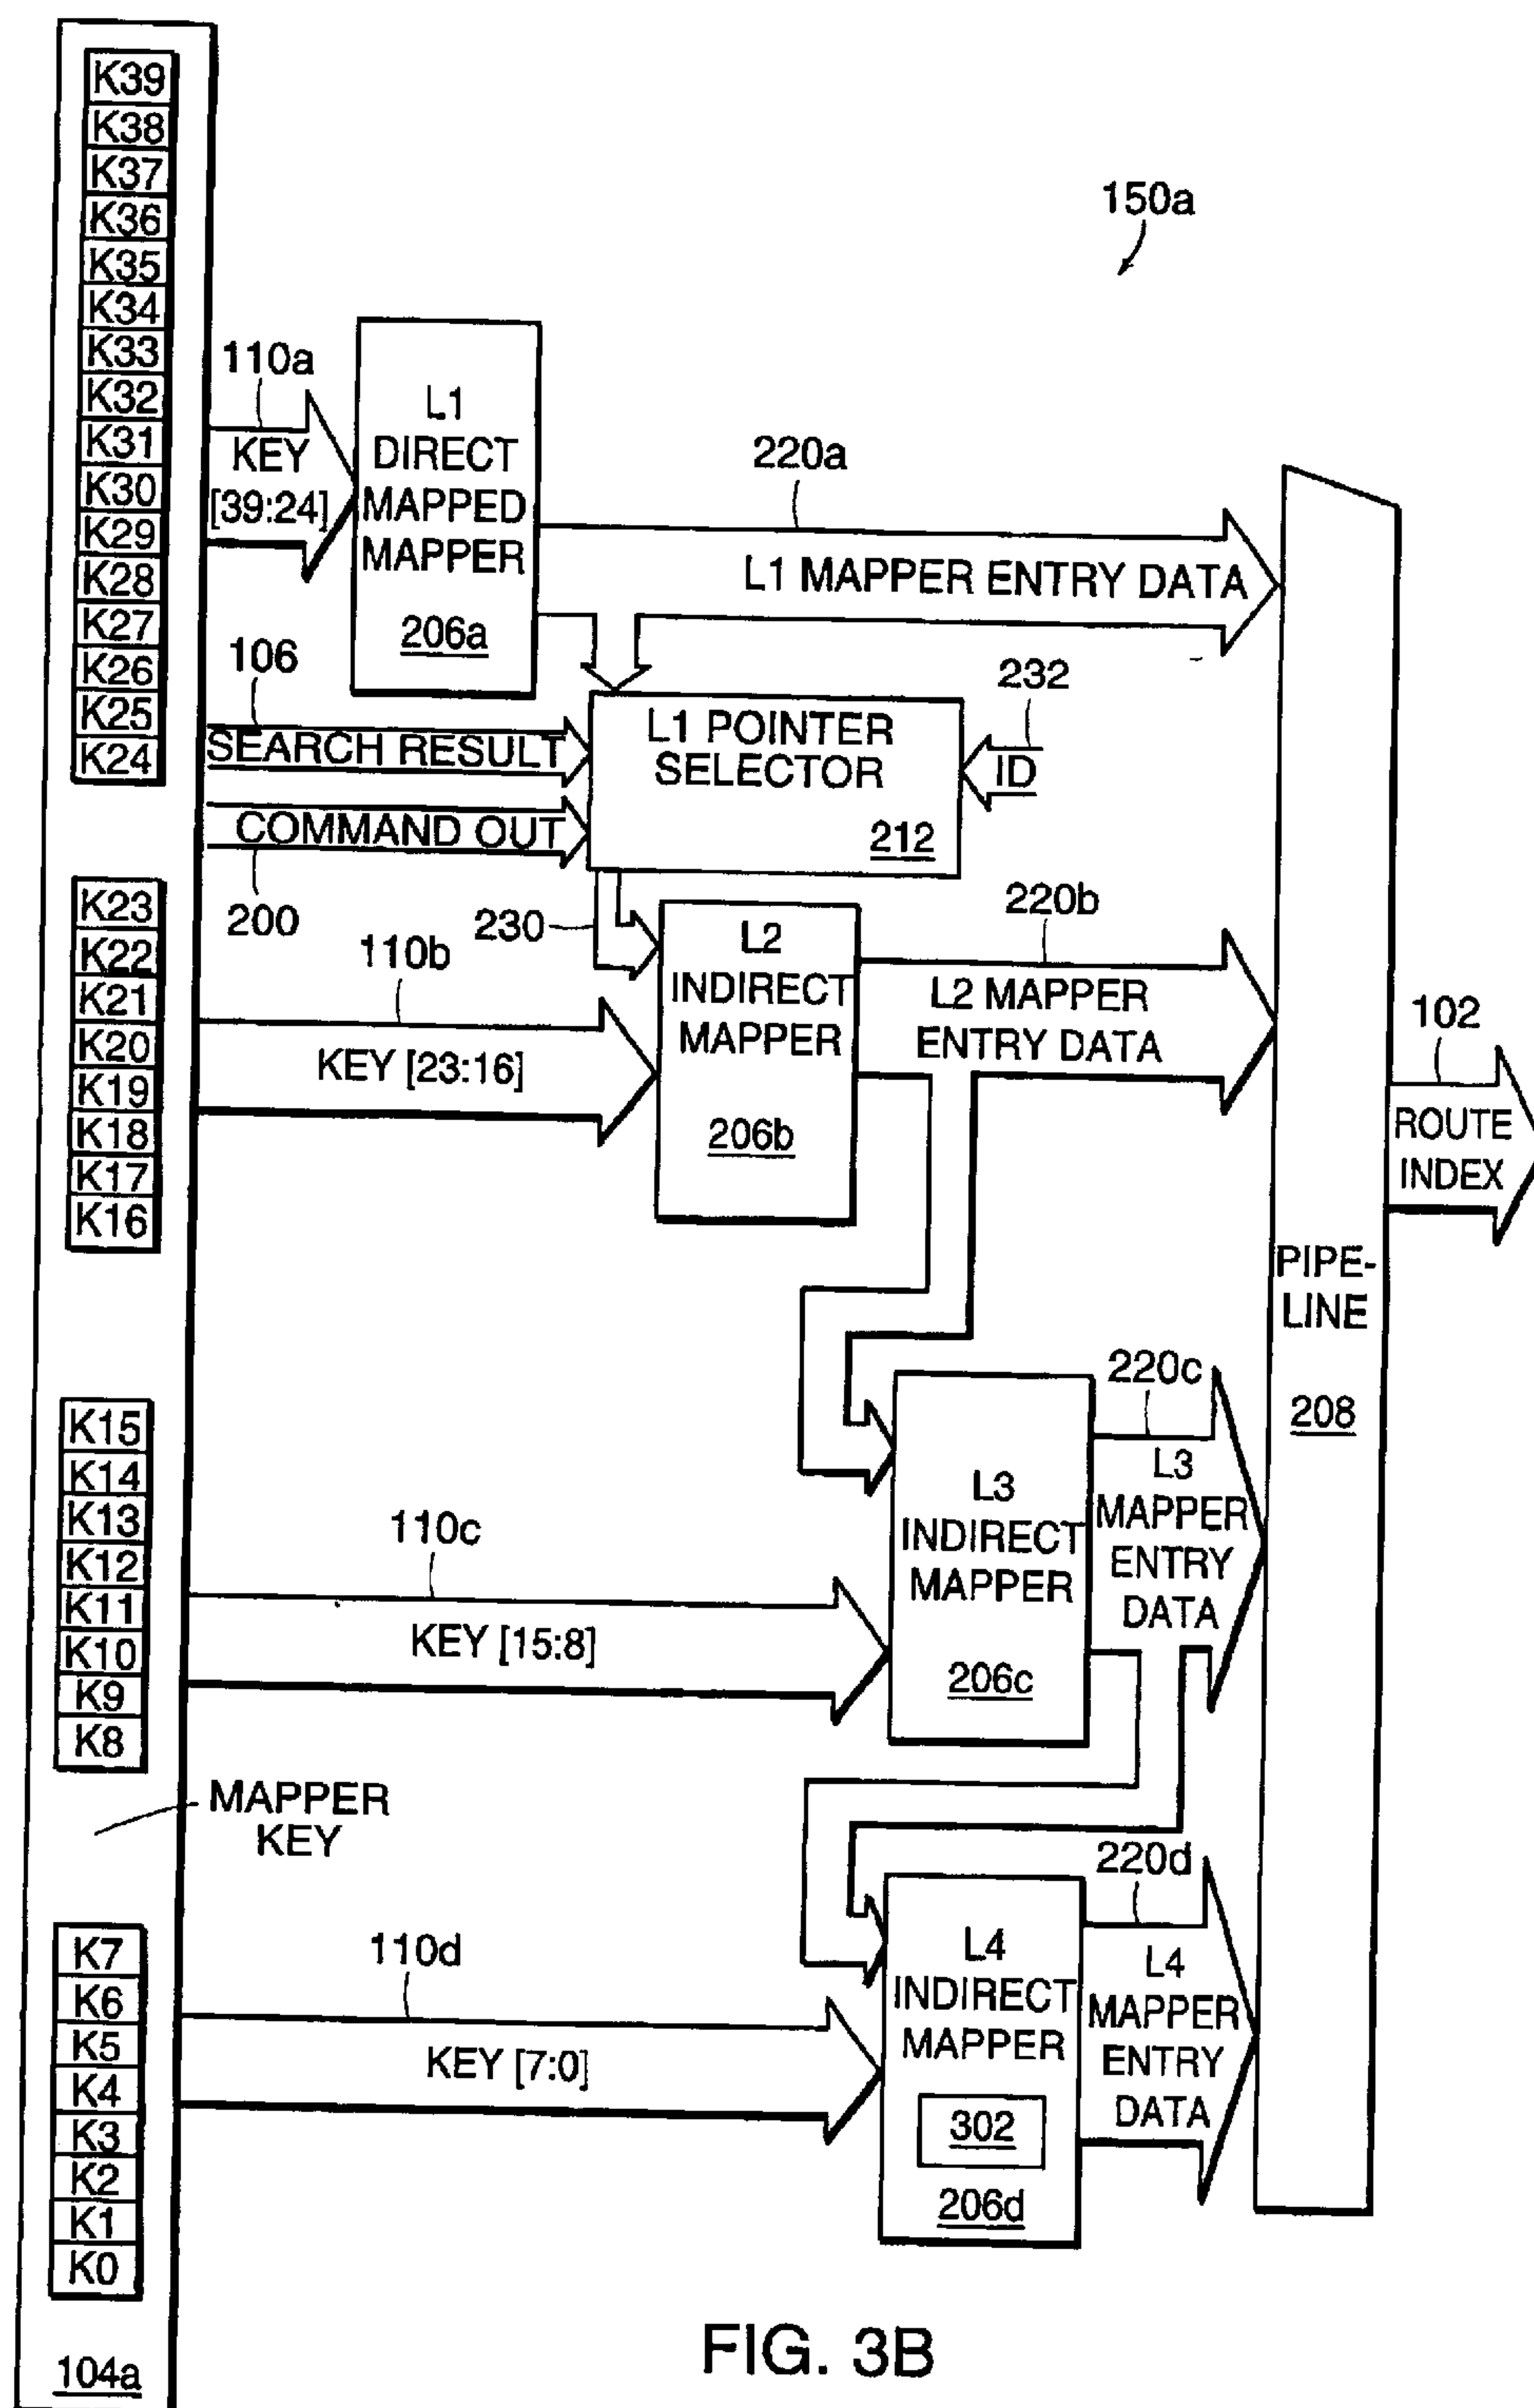 K39
K38
K37
K36
K35
K34
K33
K32
K31
K30
K29
K28
K27
K26
K25
K24
K23
K22
K21
K20
K19
K18
K17
K16
K15
K14
K13
K12
K11
K10
K9
K8
MAPPER
KEY
K7
K6
K5
K4
K3
K2
K1
K0
104a
150a
110a
KEY
[39:24]
L1
DIRECT
MAPPED
MAPPER
206a
220a
L1 MAPPER ENTRY DATA
106
SEARCH RESULT
COMMAND OUT
200
L1 POINTER
SELECTOR
212
232
ID
230
110b
KEY [23:16]
L2
INDIRECT
MAPPER
206b
220b
L2 MAPPER
ENTRY DATA
102
ROUTE
INDEX
PIPE-
LINE
208
110c
KEY [15:8]
L3
INDIRECT
MAPPER
206c
220c
L3
MAPPER
ENTRY
DATA
110d
KEY [7:0]
L4
INDIRECT
MAPPER
302
206d
220d
L4
MAPPER
ENTRY
DATA
FIG. 3B